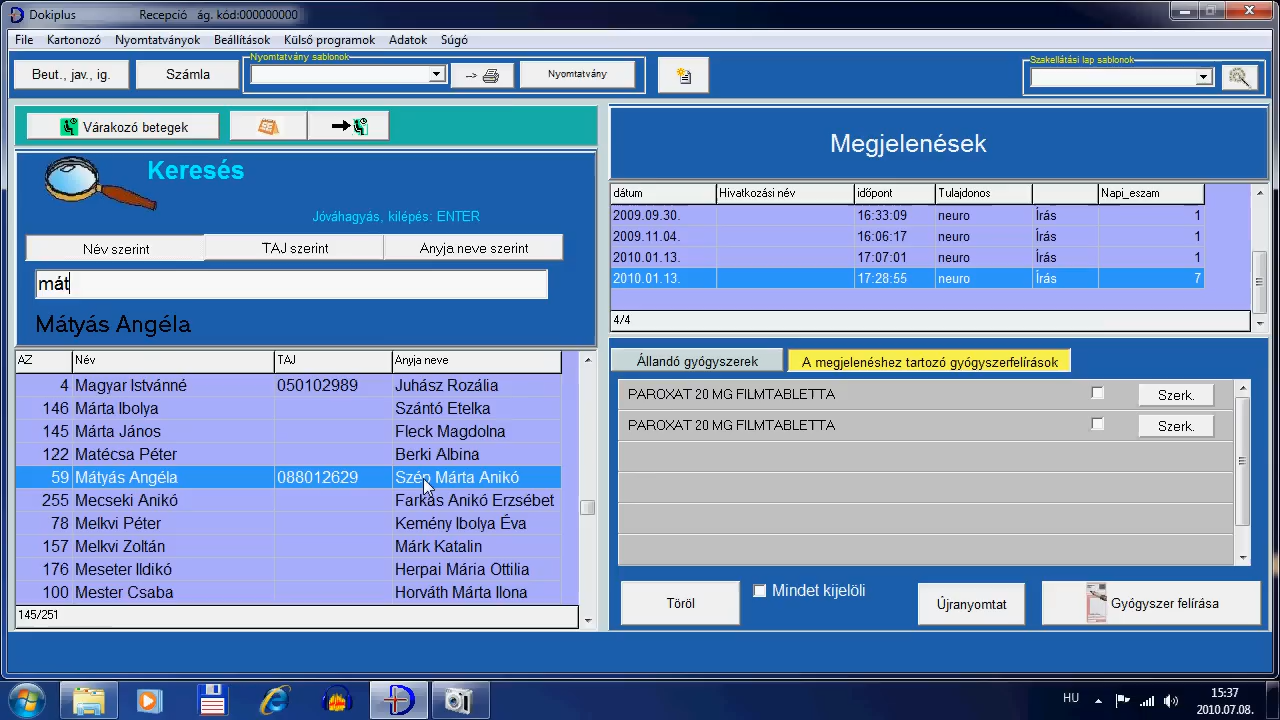 Dokiplus Recepció ág. kód:000000000
File Kartonozó Nyomtatványok Beállítások Külső programok Adatok Súgó
Beut., jav., ig. Számla Nyomtatvány sablonok Nyomtatvány Szakellátási lap sablonok
Várakozó betegek
Keresés
Jóváhagyás, kilépés: ENTER
Név szerint TAJ szerint Anyja neve szerint
mát
Mátyás Angéla
AZ Név TAJ Anyja neve
4 Magyar Istvánné 050102989 Juhász Rozália
146 Márta Ibolya Szántó Etelka
145 Márta János Fleck Magdolna
122 Matécsa Péter Berki Albina
59 Mátyás Angéla 088012629 Szép Márta Anikó
255 Mecseki Anikó Farkas Anikó Erzsébet
78 Melkvi Péter Kemény Ibolya Éva
157 Melkvi Zoltán Márk Katalin
176 Meseter Ildikó Herpai Mária Ottilia
100 Mester Csaba Horváth Márta Ilona
145/251
Megjelenések
dátum Hivatkozási név időpont Tulajdonos Napi_eszam
2009.09.30. 16:33:09 neuro Írás 1
2009.11.04. 16:06:17 neuro Írás 1
2010.01.13. 17:07:01 neuro Írás 1
2010.01.13. 17:28:55 neuro Írás 7
4/4
Állandó gyógyszerek A megjelenéshez tartozó gyógyszerfelírások
PAROXAT 20 MG FILMTABLETTA Szerk.
PAROXAT 20 MG FILMTABLETTA Szerk.
Töröl Mindet kijelöli Újranyomtat Gyógyszer felírása
HU 15:37
2010.07.08.